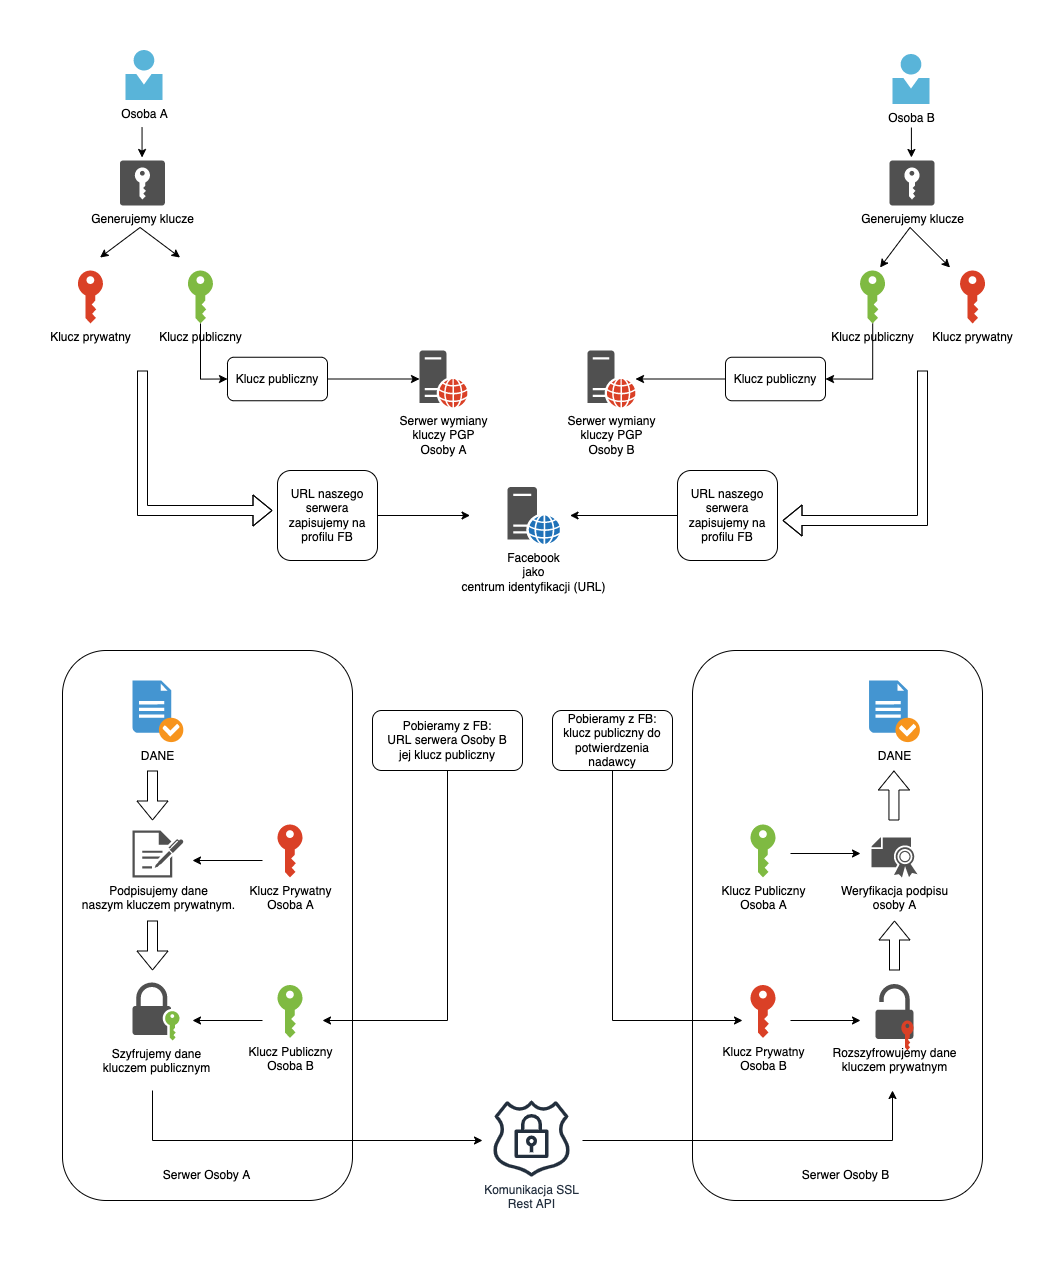 Osoba A
Osoba B
Generujemy klucze
Generujemy klucze
Klucz prywatny
Klucz publiczny
Klucz publiczny
Klucz prywatny
Klucz publiczny
Klucz publiczny
Serwer wymiany
kluczy PGP
Osoby A
Serwer wymiany
kluczy PGP
Osoby B
URL naszego
serwera
zapisujemy na
profilu FB
URL naszego
serwera
zapisujemy na
profilu FB
Facebook
jako
centrum identyfikacji (URL)
DANE
Pobieramy z FB:
URL serwera Osoby B
jej klucz publiczny
Pobieramy z FB:
klucz publiczny do
potwierdzenia
nadawcy
DANE
Podpisujemy dane
naszym kluczem prywatnym.
Klucz Prywatny
Osoba A
Klucz Publiczny
Osoba A
Weryfikacja podpisu
osoby A
Szyfrujemy dane
kluczem publicznym
Klucz Publiczny
Osoba B
Klucz Prywatny
Osoba B
Rozszyfrowujemy dane
kluczem prywatnym
Serwer Osoby A
Komunikacja SSL
Rest API
Serwer Osoby B